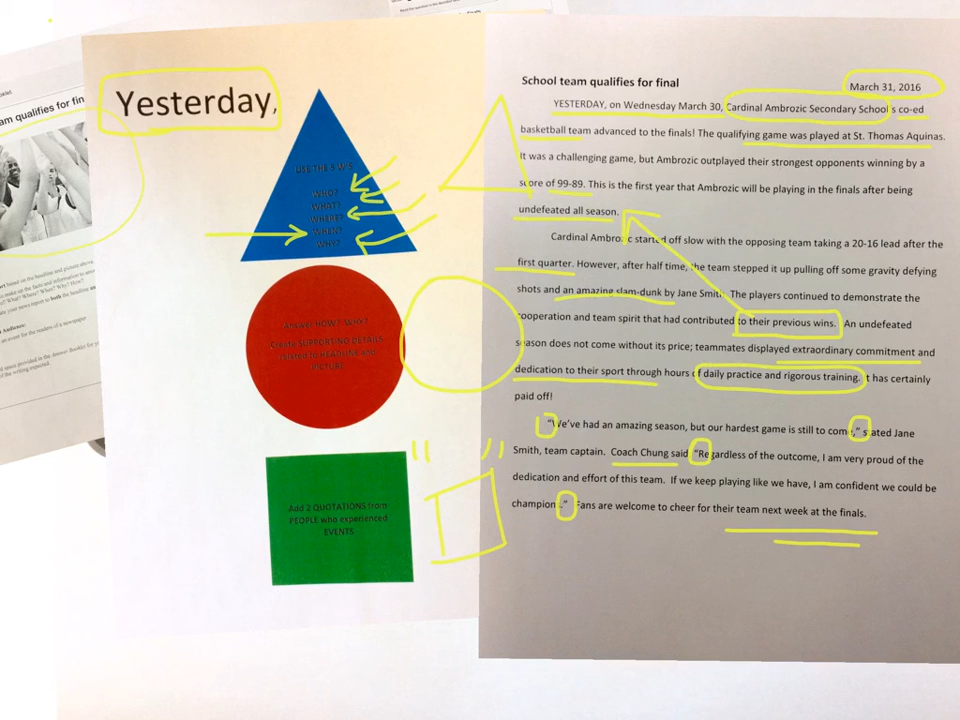 am qualifies for fin
Yesterday,
USE THE 5 W'S
WHO?
WHAT?
WHERE?
WHEN?
WHY?
Answer HOW? WHY?
Create SUPPORTING DETAILS
related to HEADLINE and
PICTURE
Add 2 QUOTATIONS from
PEOPLE who experienced
EVENTS
School team qualifies for final
March 31, 2016
YESTERDAY, on Wednesday March 30, Cardinal Ambrozic Secondary School's co-ed
basketball team advanced to the finals! The qualifying game was played at St. Thomas Aquinas.
It was a challenging game, but Ambrozic outplayed their strongest opponents winning by a
score of 99-89. This is the first year that Ambrozic will be playing in the finals after being
undefeated all season.
Cardinal Ambrozic started off slow with the opposing team taking a 20-16 lead after the
first quarter. However, after half time, the team stepped it up pulling off some gravity defying
shots and an amazing slam-dunk by Jane Smith. The players continued to demonstrate the
cooperation and team spirit that had contributed to their previous wins. An undefeated
season does not come without its price; teammates displayed extraordinary commitment and
dedication to their sport through hours of daily practice and rigorous training. It has certainly
paid off!
"We've had an amazing season, but our hardest game is still to come," stated Jane
Smith, team captain. Coach Chung said "Regardless of the outcome, I am very proud of the
dedication and effort of this team. If we keep playing like we have, I am confident we could be
champions." Fans are welcome to cheer for their team next week at the finals.